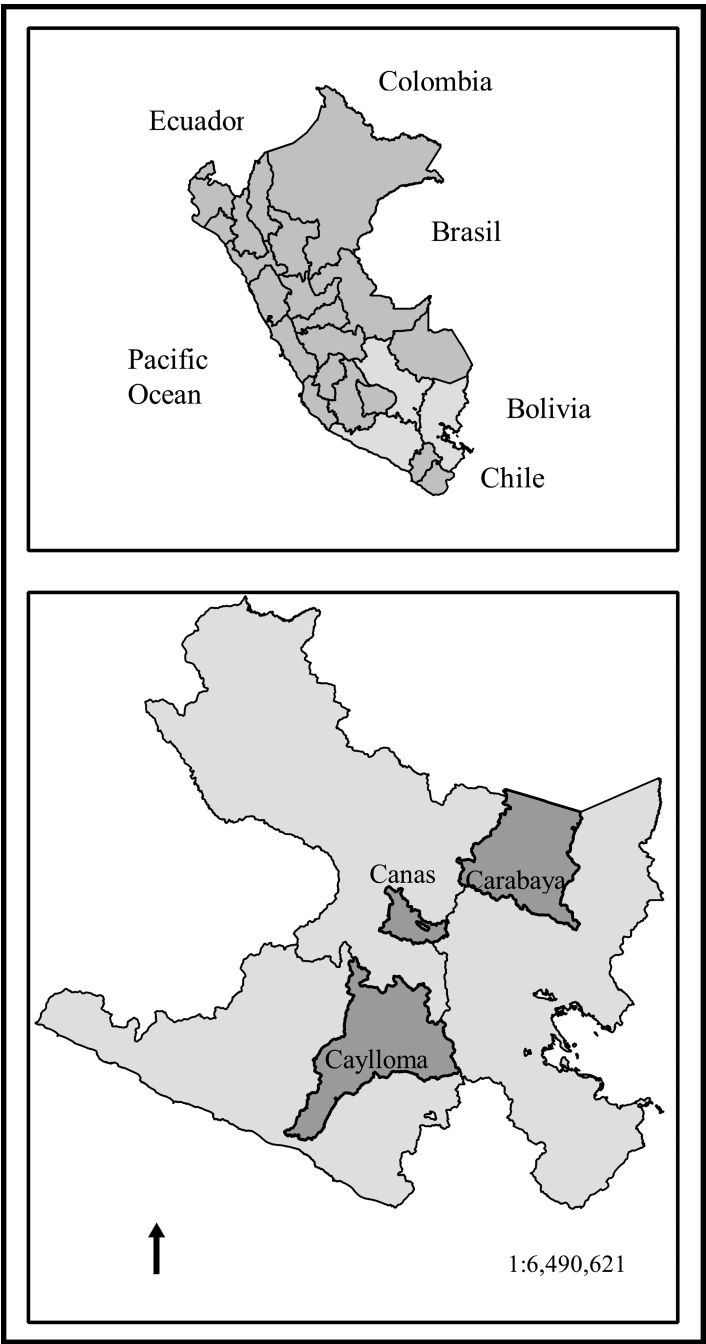 Colombia
Ecuador
Brasil
Pacific
Ocean
Bolivia
Chile
Canas
Carabaya
Caylloma
1:6,490,621